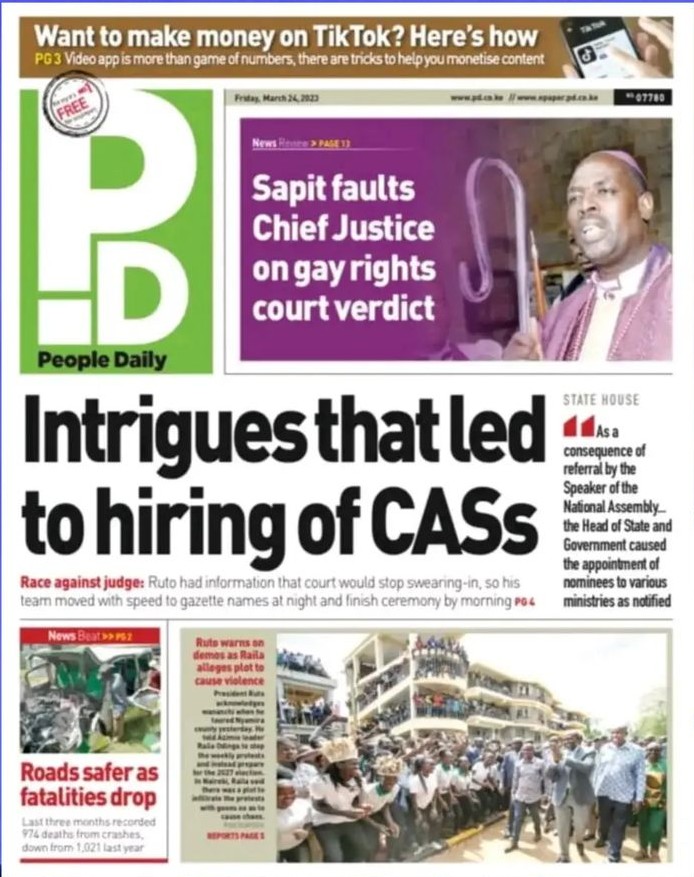 Want to make money on TikTok? Here's how
PG3 Video app is more than game of numbers, there are tricks to help you monetise content
FREE
PD
People Daily
Friday, March 24, 2023
www.pd.co.ke // www.epaper.pd.co.ke
NO 07780
News Review > PAGE 13
Sapit faults
Chief Justice
on gay rights
court verdict
Intrigues that led
to hiring of CASs
Race against judge: Ruto had information that court would stop swearing-in, so his
team moved with speed to gazette names at night and finish ceremony by morning PG4
STATE HOUSE
As a
consequence of
referral by the
Speaker of the
National Assembly...
the Head of State and
Government caused
the appointment of
nominees to various
ministries as notified
News Beat >> PG2
Roads safer as
fatalities drop
Last three months recorded
974 deaths from crashes,
down from 1,021 last year
Ruto warns on
demos as Raila
alleges plot to
cause violence
President Ruto
acknowledges
wananchi when he
toured Nyamira
county yesterday. He
told Azimio leader
Raila Odinga to stop
the weekly protests
and instead prepare
for the 2027 election.
In Nairobi, Raila said
there was a plot to
infiltrate the protests
with goons so as to
cause chaos.
REPORTS PAGE 5